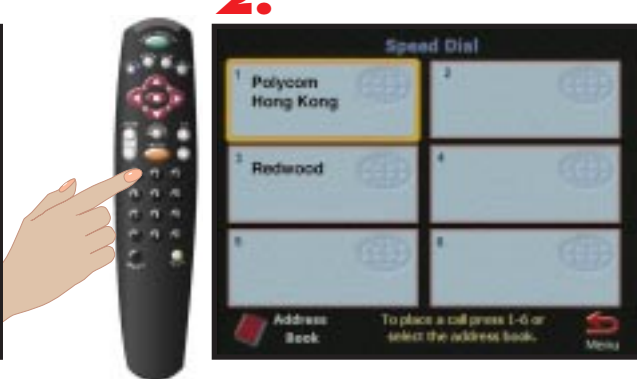 2.
Speed Dial
1 Polycom
Hong Kong
2
3 Redwood
4
5
6
Address
Book
To place a call press 1-6 or
select the address book.
Menu